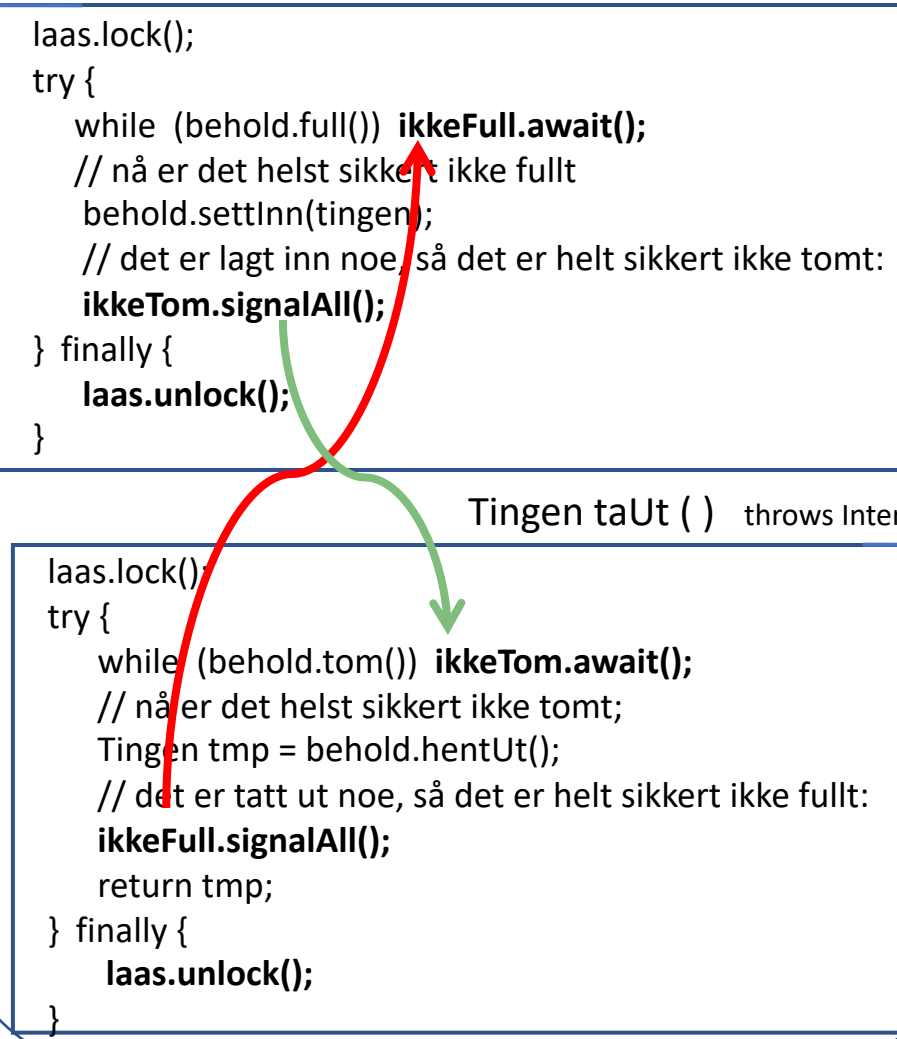 laas.lock();
try {
while (behold.full()) ikkeFull.await();
// nå er det helst sikkert ikke fullt
behold.settInn(tingen);
// det er lagt inn noe, så det er helt sikkert ikke tomt:
ikkeTom.signalAll();
} finally {
laas.unlock();
}
Tingen taUt ( ) throws Inter
laas.lock();
try {
while (behold.tom()) ikkeTom.await();
// nå er det helst sikkert ikke tomt;
Tingen tmp = behold.hentUt();
// det er tatt ut noe, så det er helt sikkert ikke fullt:
ikkeFull.signalAll();
return tmp;
} finally {
laas.unlock();
}